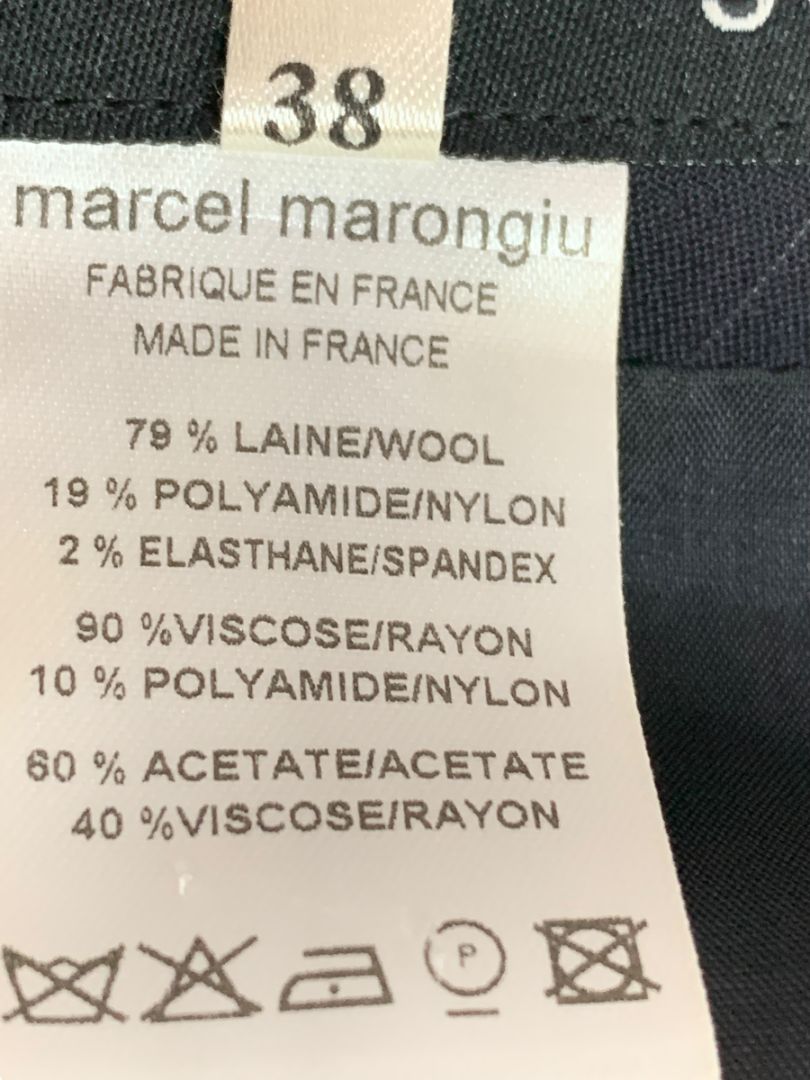 38
marcel marongiu
FABRIQUE EN FRANCE
MADE IN FRANCE
79 % LAINE/WOOL
19 % POLYAMIDE/NYLON
2 % ELASTHANE/SPANDEX
90 %VISCOSE/RAYON
10 % POLYAMIDE/NYLON
60 % ACETATE/ACETATE
40 %VISCOSE/RAYON
P